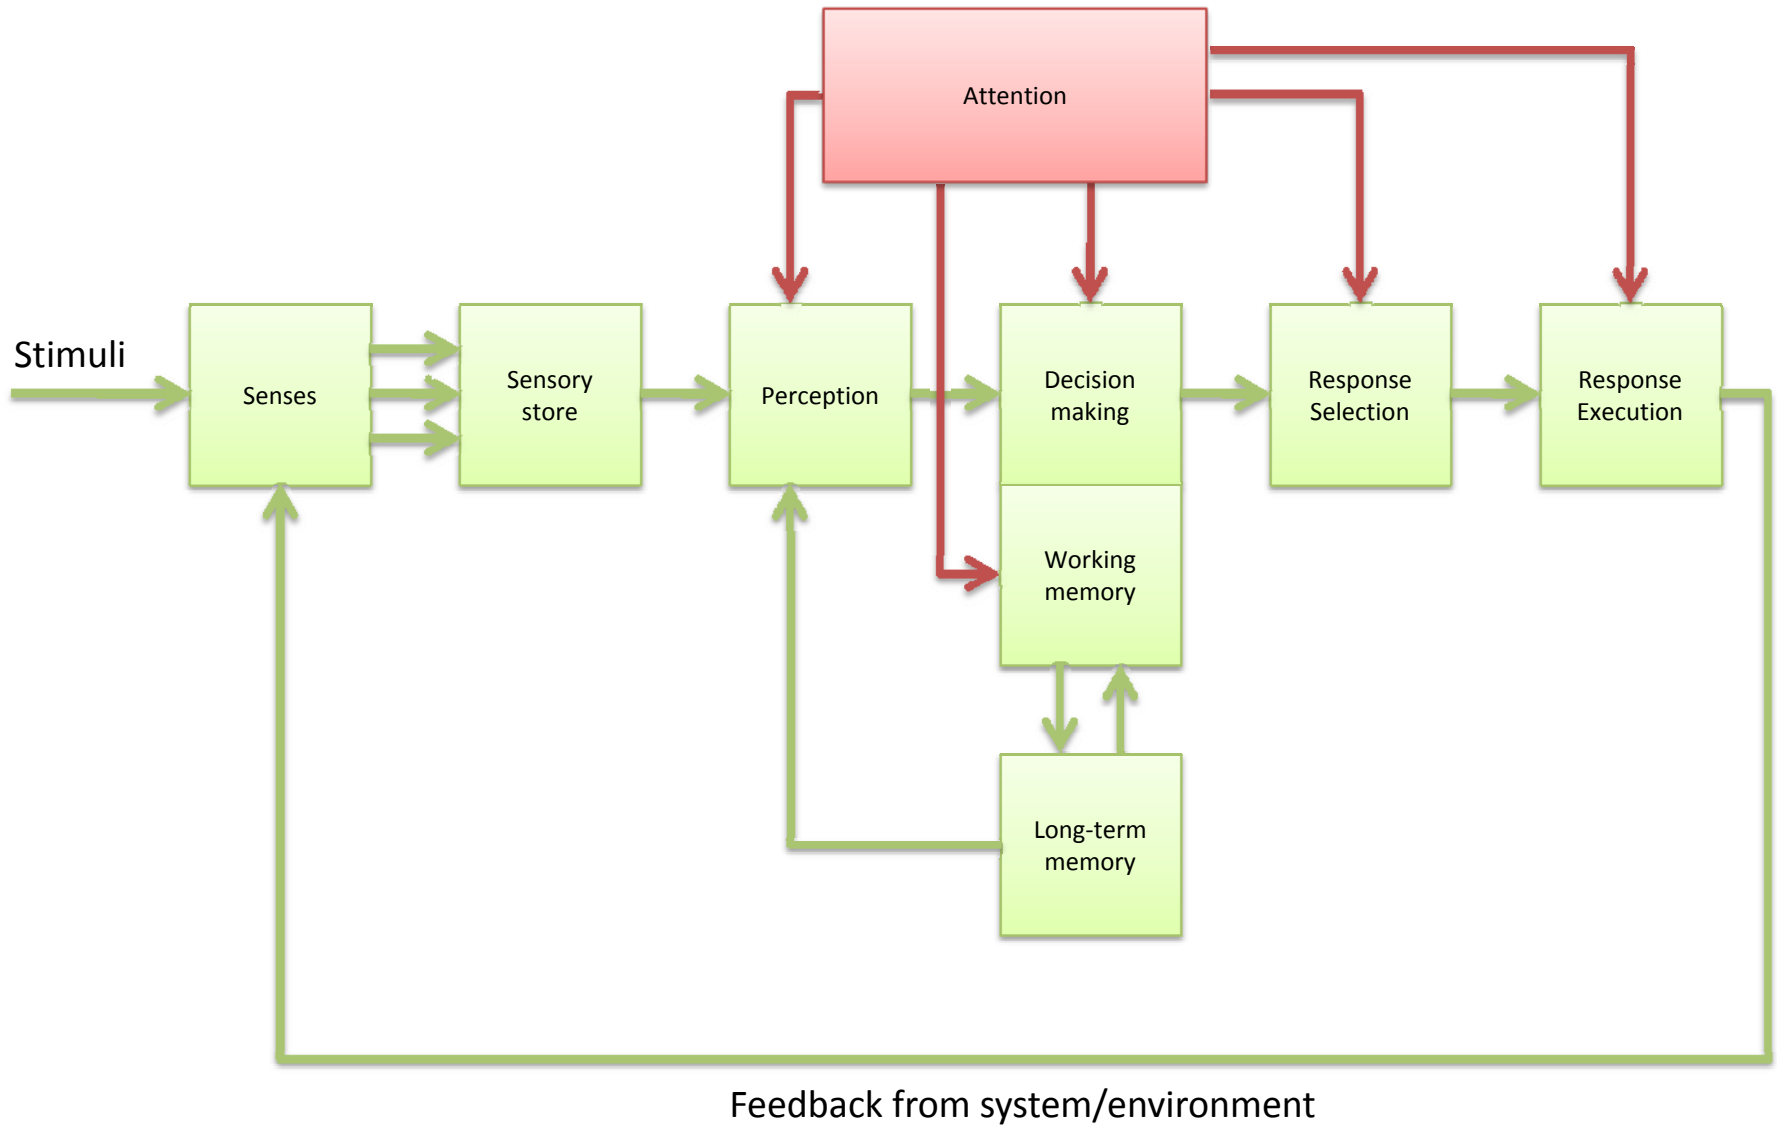 Attention
Stimuli
Senses
Sensory
store
Perception
Decision
making
Response
Selection
Response
Execution
Working
memory
Long-term
memory
Feedback from system/environment